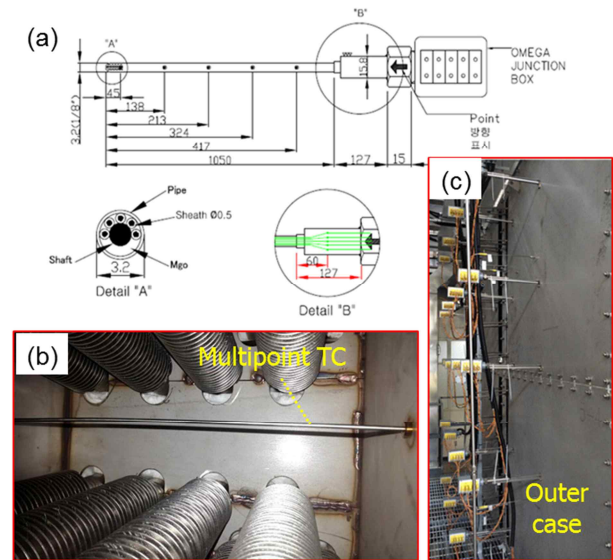 (a)
"A"
"B"
OMEGA
JUNCTION
BOX
15.8
3.2(1/8")
45
138
213
324
417
1050
127
15
Point
방향
표시
Pipe
Sheath Ø0.5
Shaft
Mgo
3.2
Detail "A"
60
127
Detail "B"
(b)
Multipoint TC
(c)
Outer
case